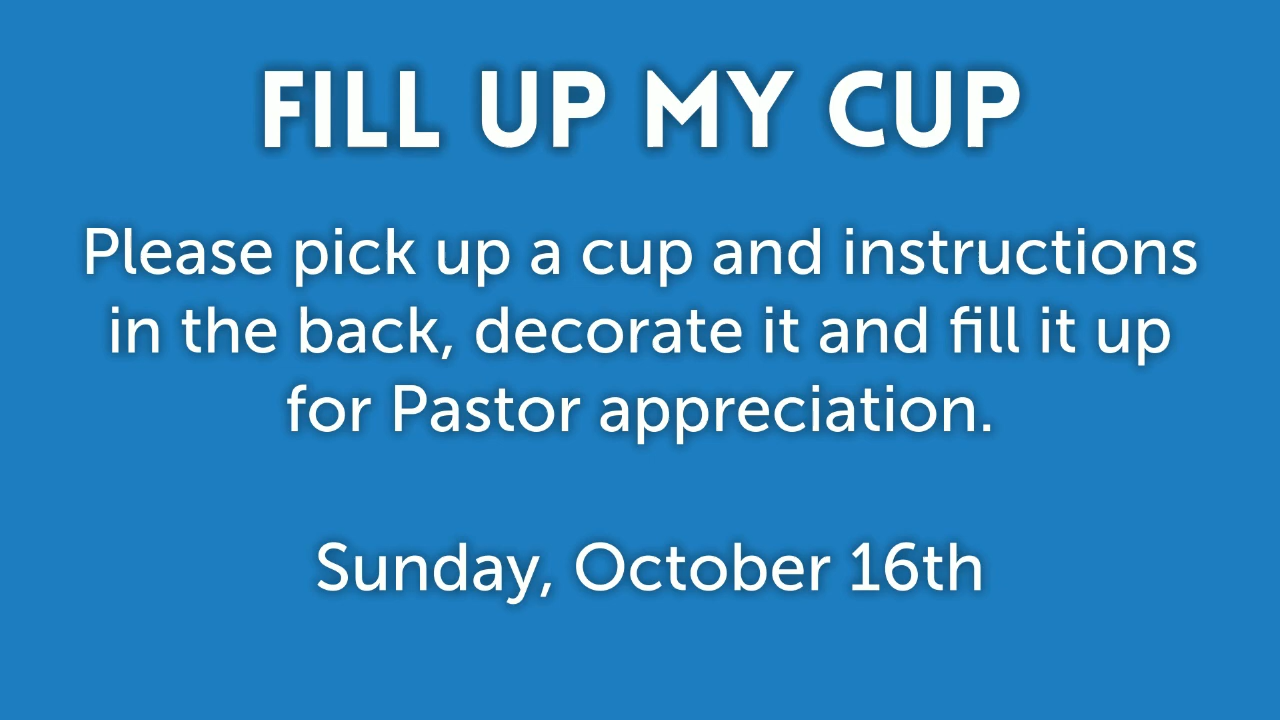 FILL UP MY CUP
Please pick up a cup and instructions
in the back, decorate it and fill it up
for Pastor appreciation.
Sunday, October 16th